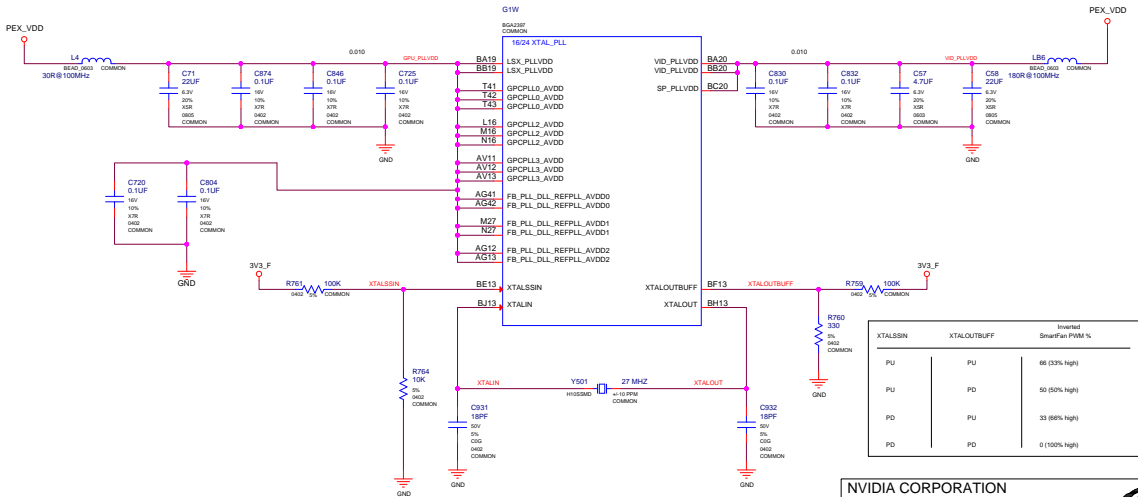 G1W
BGA2397
COMMON
16/24 XTAL_PLL
PEX_VDD
L4
BEAD_0603 COMMON
30R@100MHz
0.010
GPU_PLLVDD
C71
22UF
6.3V
20%
X5R
0805
COMMON
C874
0.1UF
16V
10%
X7R
0402
COMMON
C846
0.1UF
16V
10%
X7R
0402
COMMON
C725
0.1UF
16V
10%
X7R
0402
COMMON
GND
C720
0.1UF
16V
10%
X7R
0402
COMMON
C804
0.1UF
16V
10%
X7R
0402
COMMON
GND
BA19 LSX_PLLVDD
BB19 LSX_PLLVDD
T41 GPCPLL0_AVDD
T42 GPCPLL0_AVDD
T43 GPCPLL0_AVDD
L16 GPCPLL2_AVDD
M16 GPCPLL2_AVDD
N16 GPCPLL2_AVDD
AV11 GPCPLL3_AVDD
AV12 GPCPLL3_AVDD
AV13 GPCPLL3_AVDD
AG41 FB_PLL_DLL_REFPLL_AVDD0
AG42 FB_PLL_DLL_REFPLL_AVDD0
M27 FB_PLL_DLL_REFPLL_AVDD1
N27 FB_PLL_DLL_REFPLL_AVDD1
AG12 FB_PLL_DLL_REFPLL_AVDD2
AG13 FB_PLL_DLL_REFPLL_AVDD2
BE13 XTALSSIN
BJ13 XTALIN
VID_PLLVDD BA20
VID_PLLVDD BB20
SP_PLLVDD BC20
XTALOUTBUFF BF13
XTALOUT BH13
0.010
VID_PLLVDD
PEX_VDD
LB6
BEAD_0603 COMMON
180R@100MHz
C830
0.1UF
16V
10%
X7R
0402
COMMON
C832
0.1UF
16V
10%
X7R
0402
COMMON
C57
4.7UF
6.3V
20%
X5R
0603
COMMON
C58
22UF
6.3V
20%
X5R
0805
COMMON
GND
3V3_F
R761 100K
0402 5% COMMON
XTALSSIN
R764
10K
5%
0402
COMMON
GND
XTALIN
Y501 27 MHZ
H10SSMD +/-10 PPM
COMMON
XTALOUT
C931
18PF
50V
5%
C0G
0402
COMMON
GND
C932
18PF
50V
5%
C0G
0402
COMMON
GND
XTALOUTBUFF
R759 100K
0402 5% COMMON
3V3_F
R760
330
5%
0402
COMMON
GND
XTALSSIN XTALOUTBUFF Inverted SmartFan PWM %
PU PU 66 (33% high)
PU PD 50 (50% high)
PD PU 33 (66% high)
PD PD 0 (100% high)
NVIDIA CORPORATION